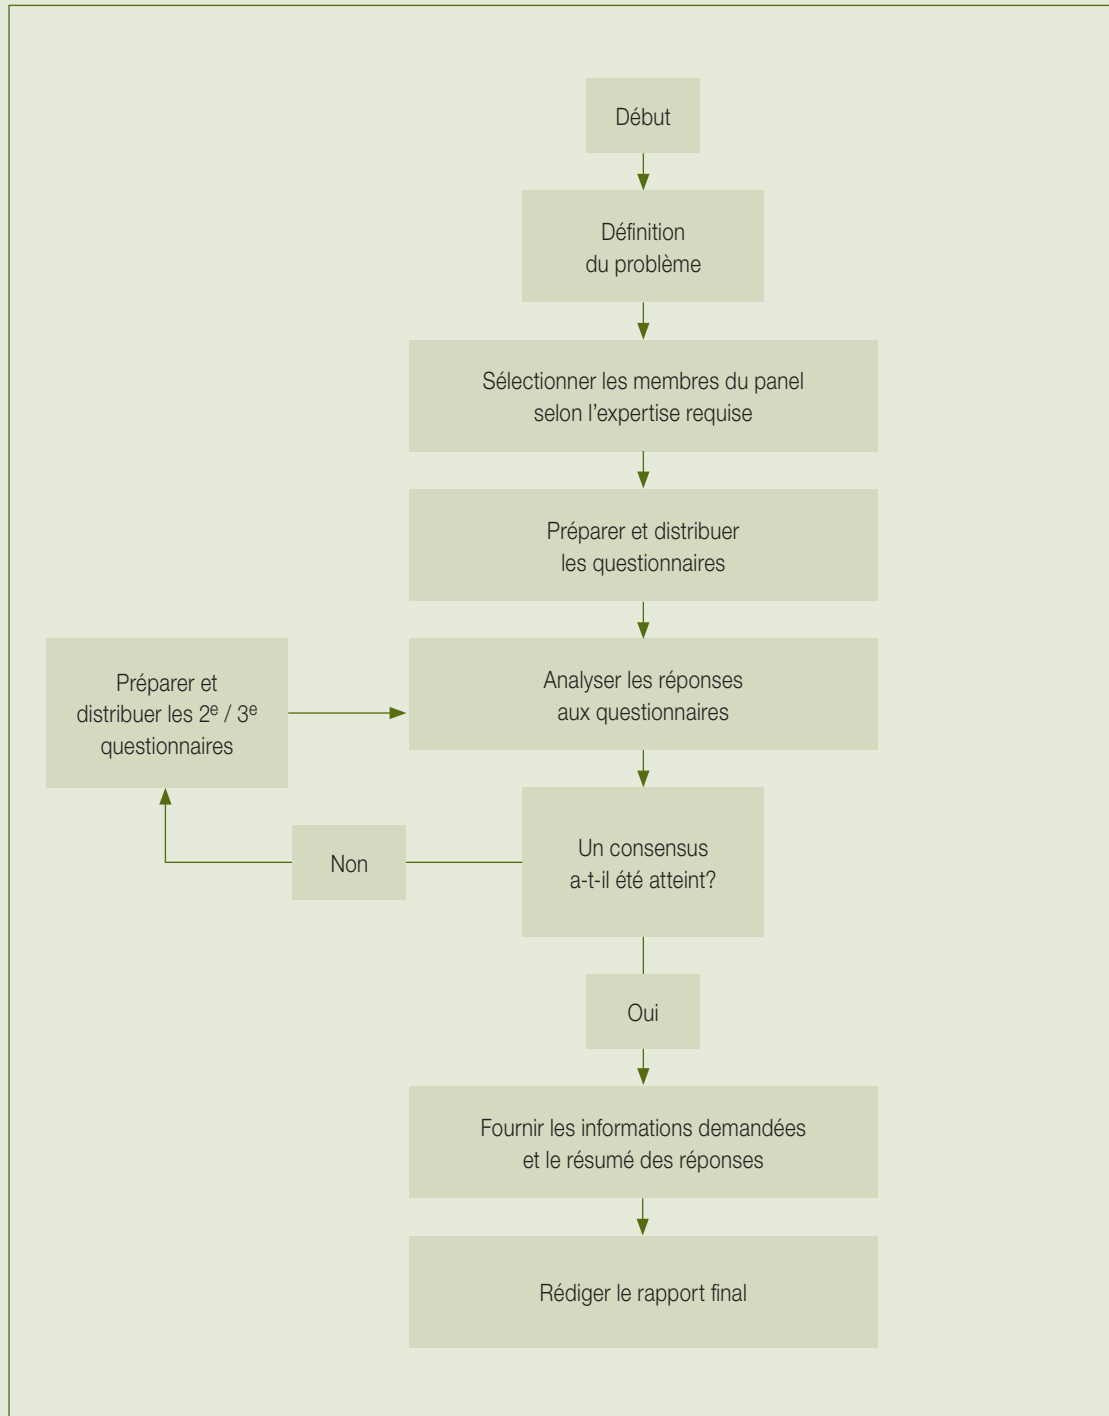 Début
Définition
du problème
Sélectionner les membres du panel
selon l’expertise requise
Préparer et distribuer
les questionnaires
Préparer et
distribuer les 2e / 3e
questionnaires
Analyser les réponses
aux questionnaires
Un consensus
a-t-il été atteint?
Non
Oui
Fournir les informations demandées
et le résumé des réponses
Rédiger le rapport final